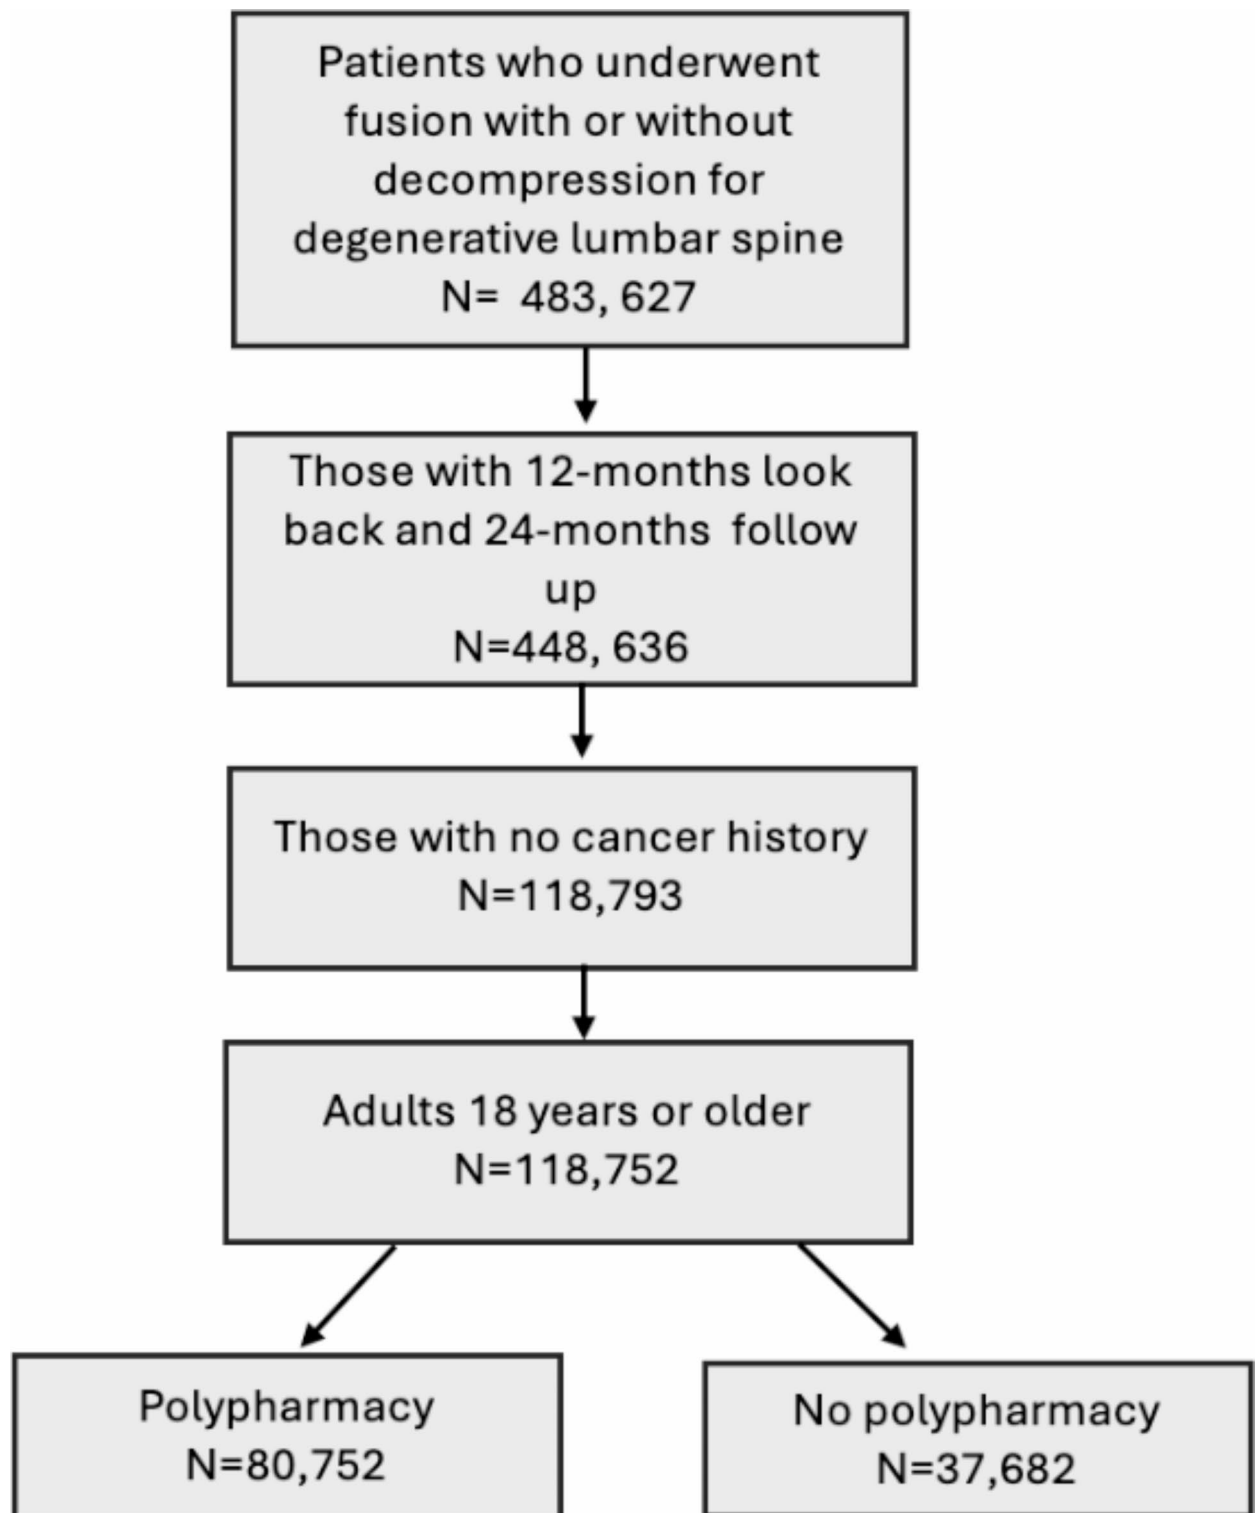 Patients who underwent
fusion with or without
decompression for
degenerative lumbar spine
N=  483, 627
Those with 12-months look
back and 24-months  follow
up
N=448, 636
Those with no cancer history
N=118,793
Adults 18 years or older
N=118,752
Polypharmacy
N=80,752
No polypharmacy
N=37,682